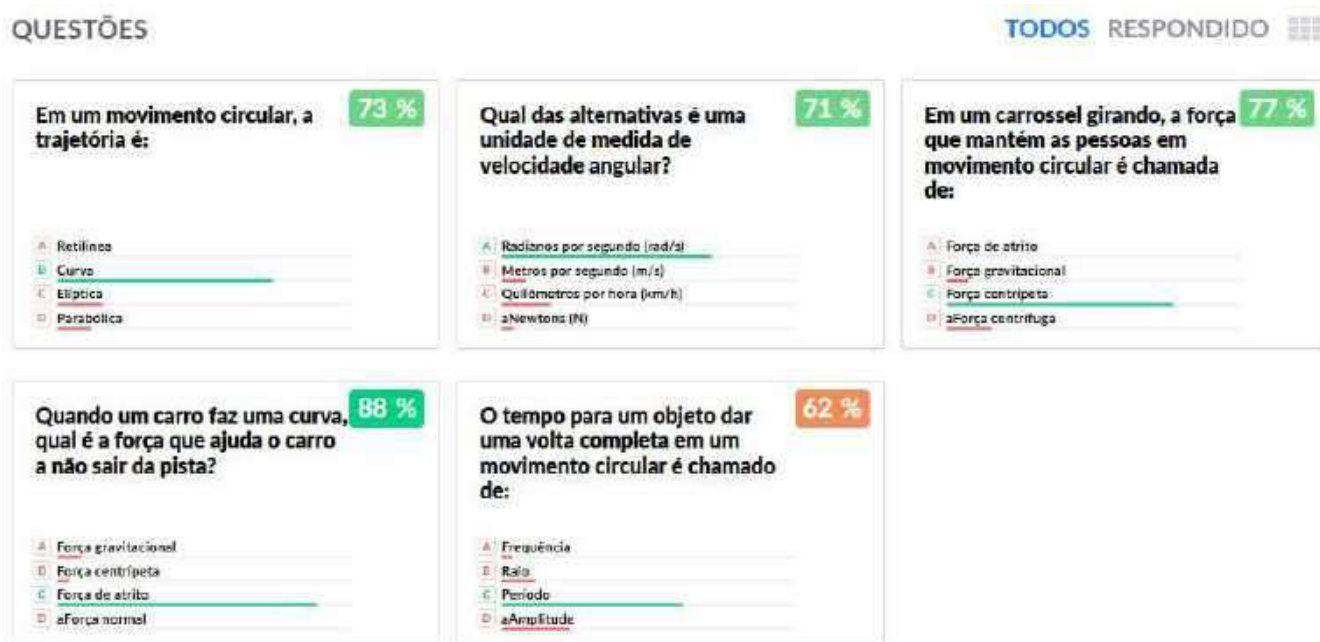 QUESTÕES
TODOS RESPONDIDO
Em um movimento circular, a
trajetória é:
73 %
A Retilínea
B Curva
C Elíptica
D Parabólica
Qual das alternativas é uma
unidade de medida de
velocidade angular?
71 %
A Radianos por segundo (rad/s)
B Metros por segundo (m/s)
C Quilômetros por hora (km/h)
D aNewtons (N)
Em um carrossel girando, a força
que mantém as pessoas em
movimento circular é chamada
de:
77 %
A Força de atrito
B Força gravitacional
C Força centrípeta
D aForça centrífuga
Quando um carro faz uma curva,
qual é a força que ajuda o carro
a não sair da pista?
88 %
A Força gravitacional
B Força centrípeta
C Força de atrito
D aForça normal
O tempo para um objeto dar
uma volta completa em um
movimento circular é chamado
de:
62 %
A Frequência
B Raio
C Período
D aAmplitude